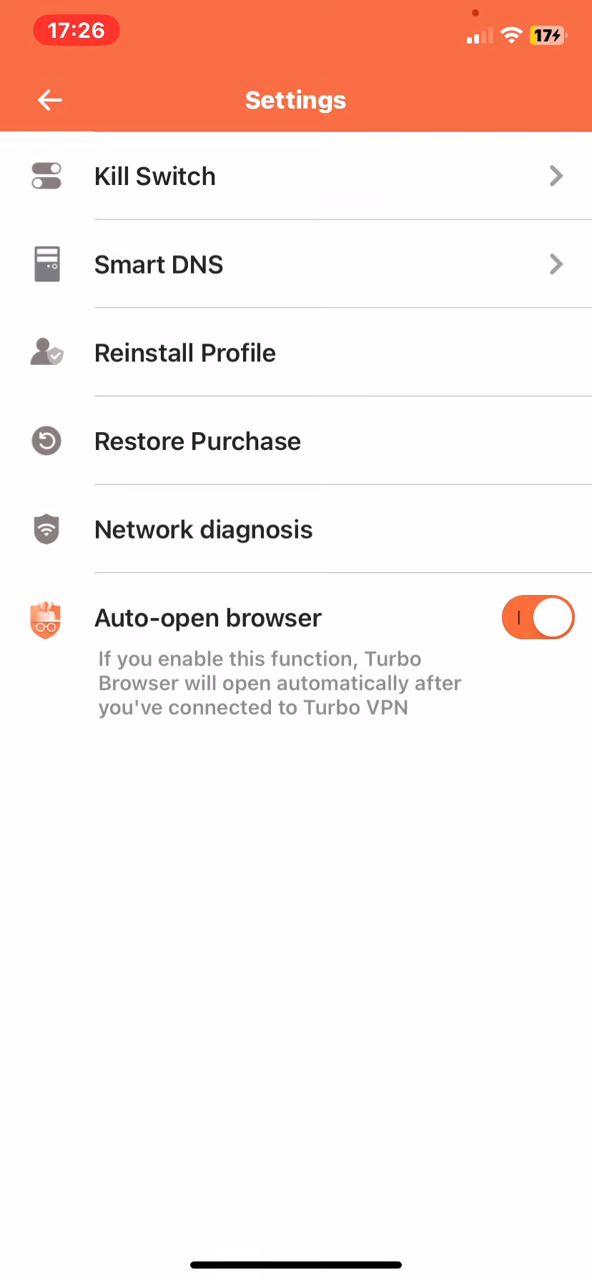 17:26
17
Settings
Kill Switch
Smart DNS
Reinstall Profile
Restore Purchase
Network diagnosis
Auto-open browser
If you enable this function, Turbo
Browser will open automatically after
you've connected to Turbo VPN